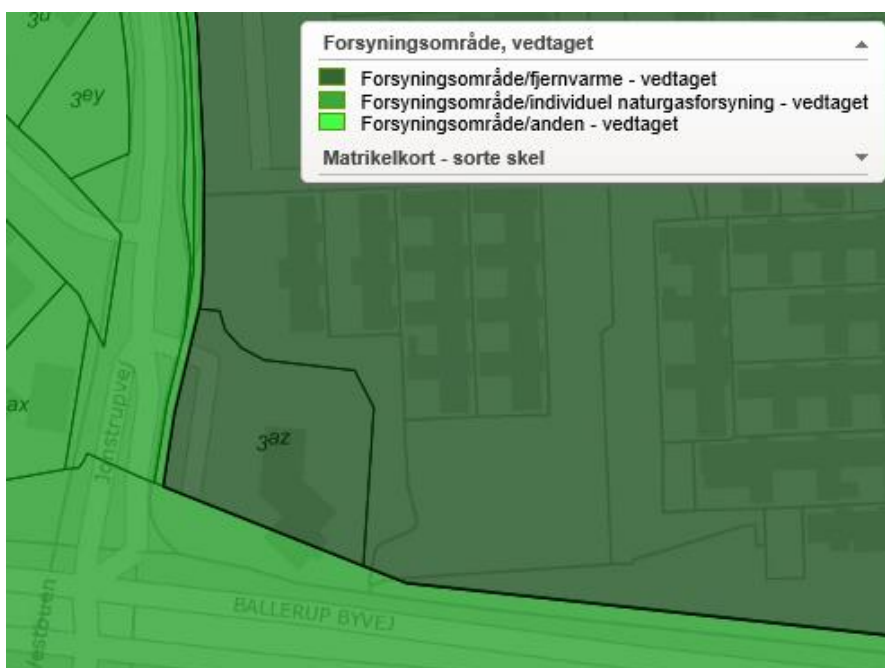 Forsyningsområde, vedtaget
Forsyningsområde/fjernvarme - vedtaget
Forsyningsområde/individuel naturgasforsyning - vedtaget
Forsyningsområde/anden - vedtaget
Matrikelkort - sorte skel
3ey
3az
ax
Jonstrupvej
BALLERUP BYVEJ